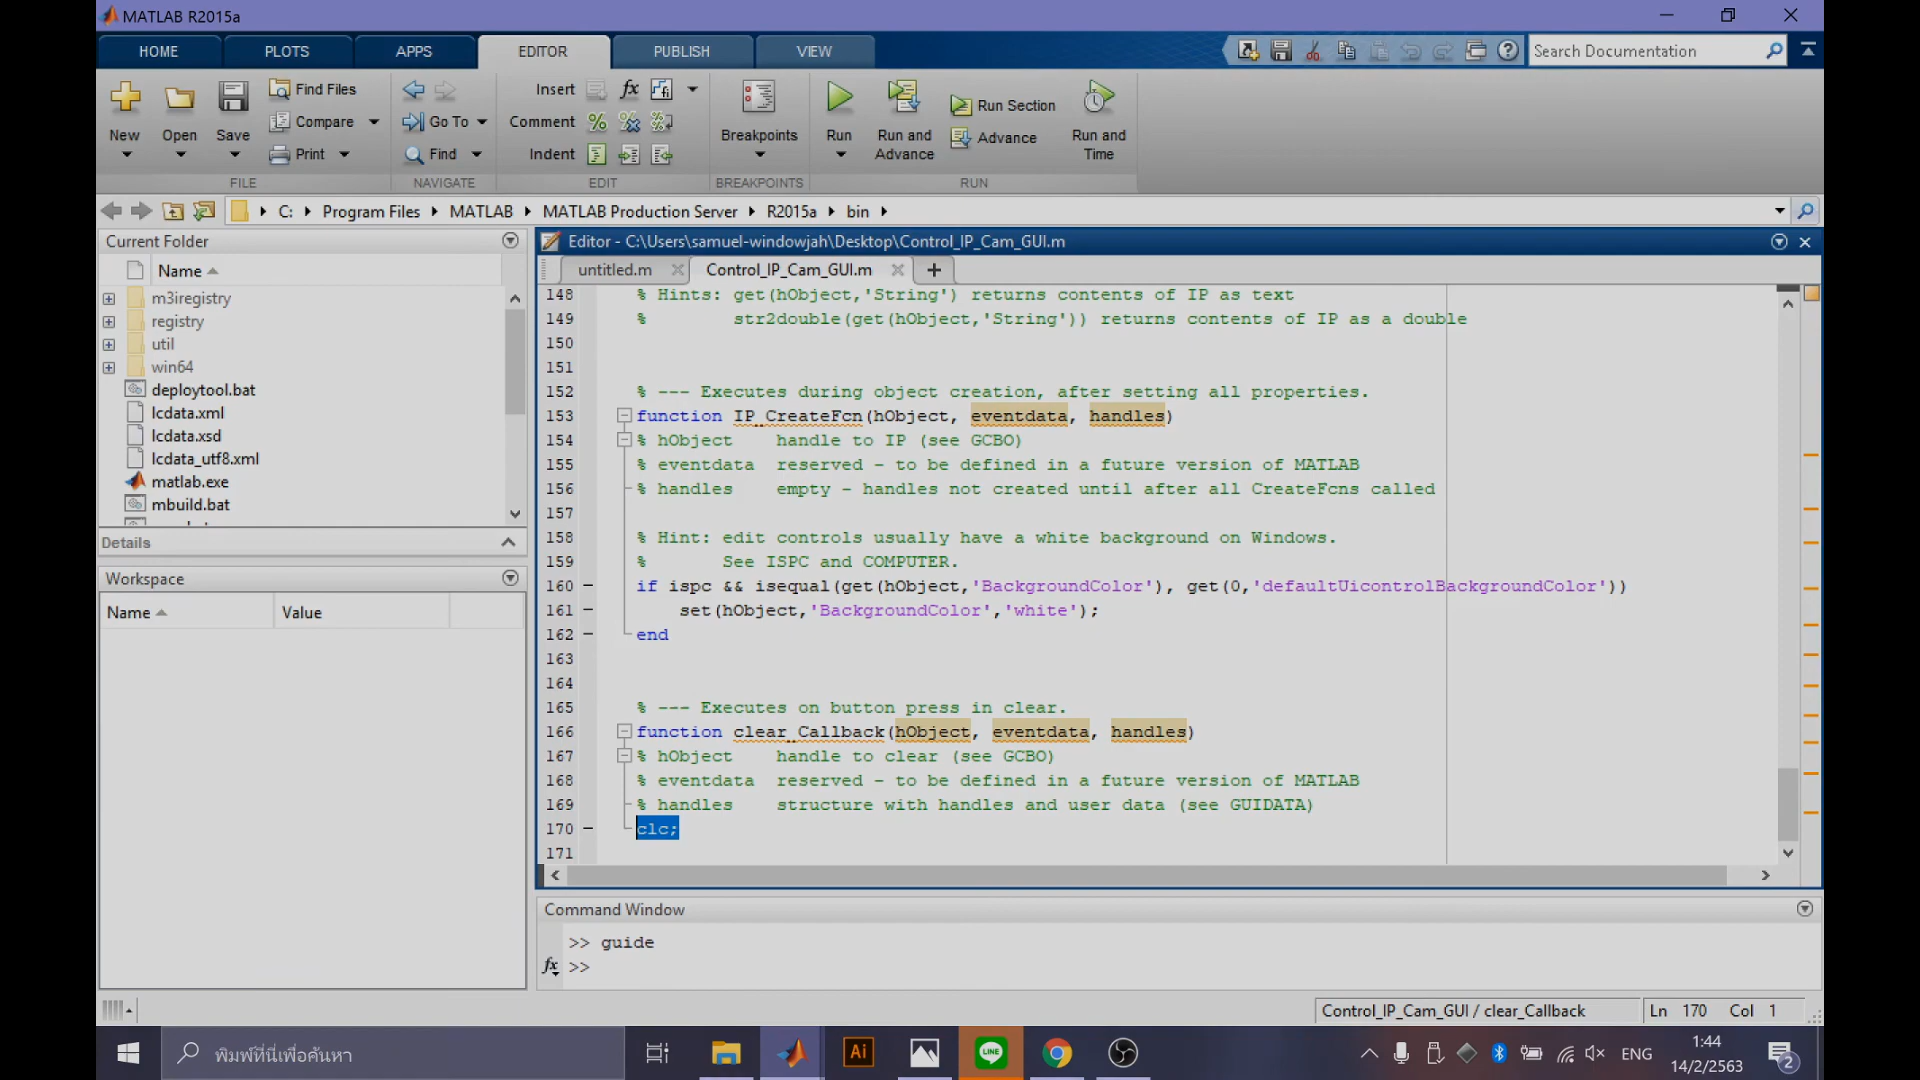 MATLAB R2015a
HOME PLOTS APPS EDITOR PUBLISH VIEW
Search Documentation
New Open Save Find Files Compare Print
FILE
Go To Find
NAVIGATE
Insert fx
Comment
Indent
EDIT
Breakpoints
BREAKPOINTS
Run Run and Advance Run Section Advance Run and Time
RUN
C: Program Files MATLAB MATLAB Production Server R2015a bin
Current Folder
Name
m3iregistry
registry
util
win64
deploytool.bat
lcdata.xml
lcdata.xsd
lcdata_utf8.xml
matlab.exe
mbuild.bat
Details
Workspace
Name Value
Editor - C:\Users\samuel-windowjah\Desktop\Control_IP_Cam_GUI.m
untitled.m Control_IP_Cam_GUI.m
148 % Hints: get(hObject,'String') returns contents of IP as text
149 %        str2double(get(hObject,'String')) returns contents of IP as a double
150
151
152 % --- Executes during object creation, after setting all properties.
153 function IP_CreateFcn(hObject, eventdata, handles)
154 % hObject    handle to IP (see GCBO)
155 % eventdata  reserved - to be defined in a future version of MATLAB
156 % handles    empty - handles not created until after all CreateFcns called
157
158 % Hint: edit controls usually have a white background on Windows.
159 %       See ISPC and COMPUTER.
160 if ispc && isequal(get(hObject,'BackgroundColor'), get(0,'defaultUicontrolBackgroundColor'))
161     set(hObject,'BackgroundColor','white');
162 end
163
164
165 % --- Executes on button press in clear.
166 function clear_Callback(hObject, eventdata, handles)
167 % hObject    handle to clear (see GCBO)
168 % eventdata  reserved - to be defined in a future version of MATLAB
169 % handles    structure with handles and user data (see GUIDATA)
170 clc;
171
Command Window
>> guide
fx >>
Control_IP_Cam_GUI / clear_Callback Ln 170 Col 1
พิมพ์ที่นี่เพื่อค้นหา
Ai
LINE
ENG
1:44
14/2/2563
2